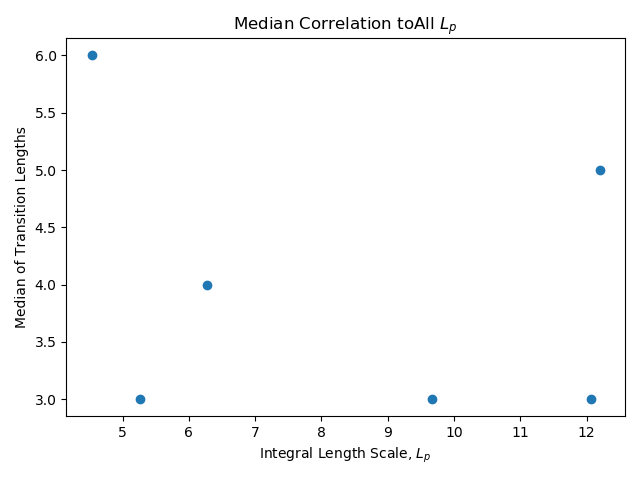 Median Correlation toAll $L_p$
6.0
5.5
5.0
4.5
4.0
3.5
3.0
Median of Transition Lengths
5 6 7 8 9 10 11 12
Integral Length Scale, $L_p$